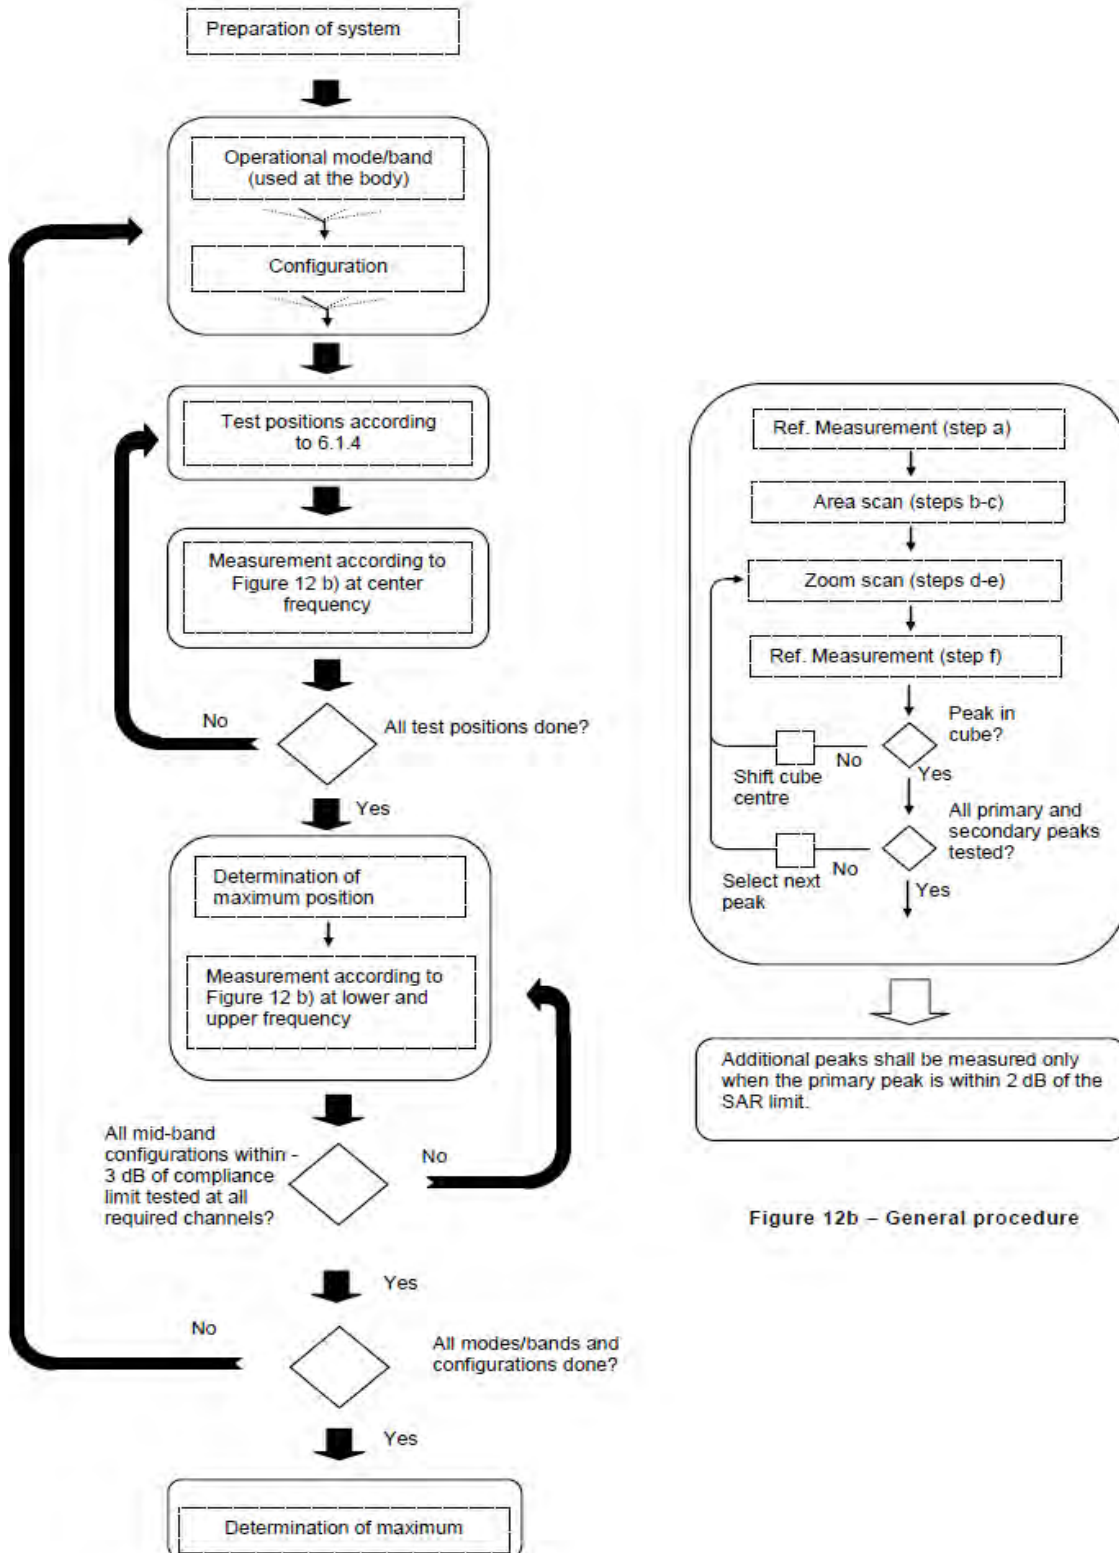 Preparation of system
Operational mode/band
(used at the body)
Configuration
Test positions according
to 6.1.4
Measurement according to
Figure 12 b) at center
frequency
No
All test positions done?
Yes
Determination of
maximum position
Measurement according to
Figure 12 b) at lower and
upper frequency
All mid-band
configurations within -
3 dB of compliance
limit tested at all
required channels?
No
Yes
No
All modes/bands and
configurations done?
Yes
Determination of maximum
Ref. Measurement (step a)
Area scan (steps b-c)
Zoom scan (steps d-e)
Ref. Measurement (step f)
Peak in
cube?
No
Shift cube
centre
Yes
All primary and
secondary peaks
tested?
No
Select next
peak
Yes
Additional peaks shall be measured only
when the primary peak is within 2 dB of the
SAR limit.
Figure 12b – General procedure